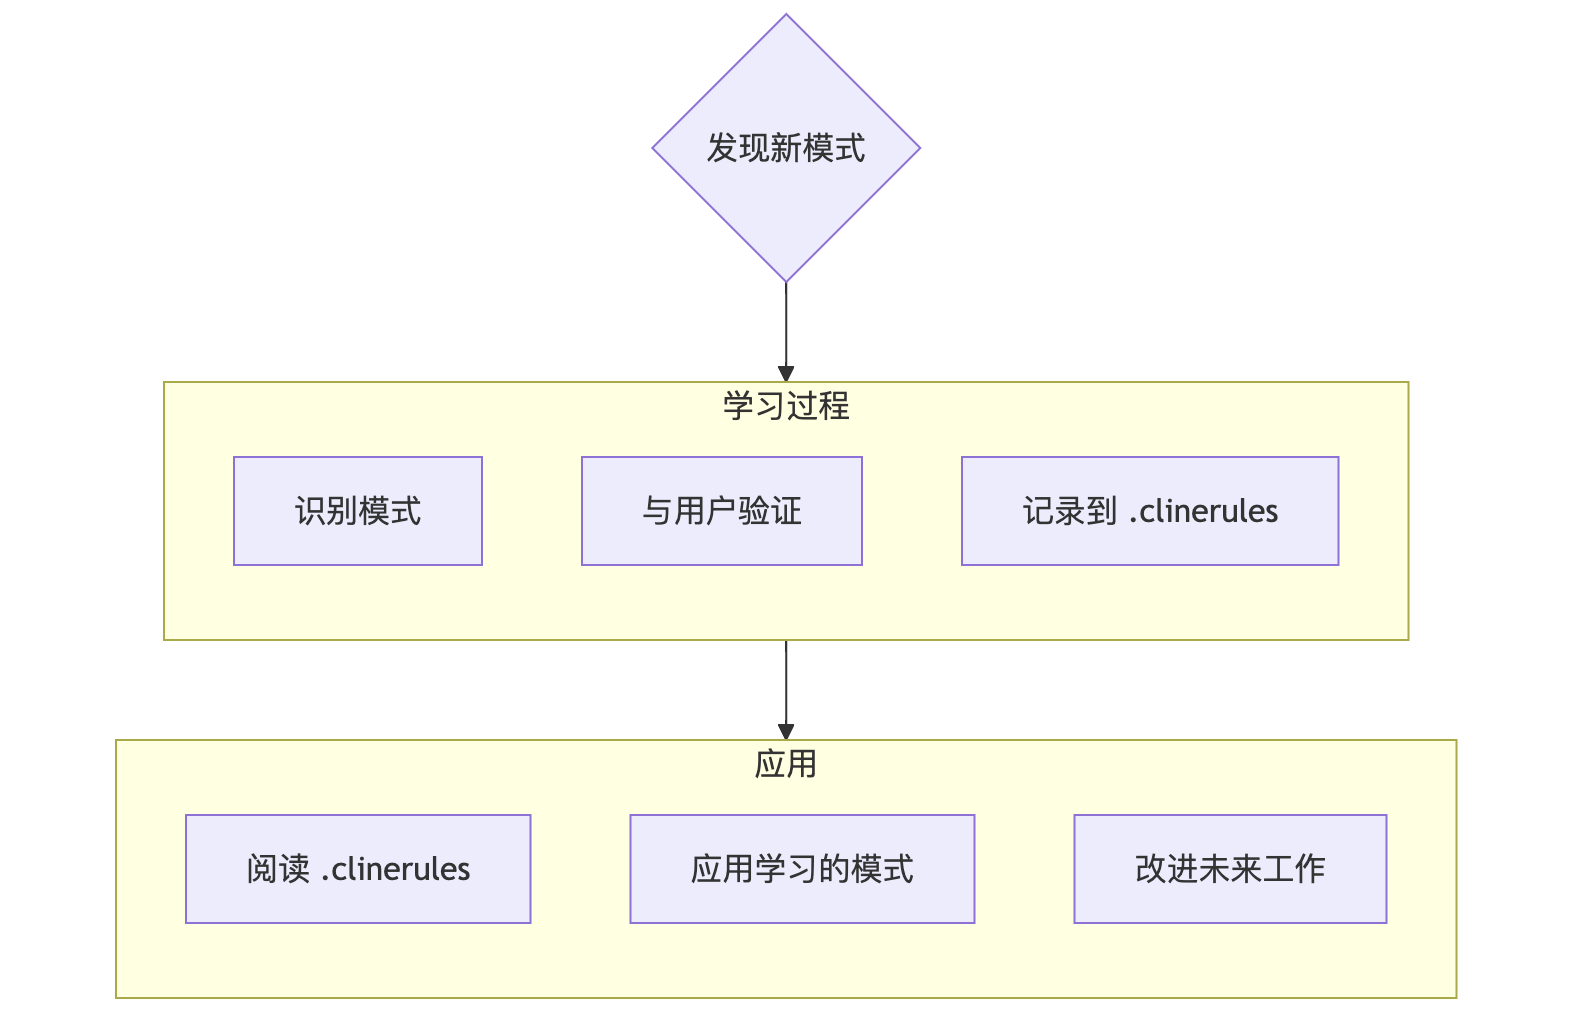 发现新模式
学习过程
识别模式
与用户验证
记录到 .clinerules
应用
阅读 .clinerules
应用学习的模式
改进未来工作